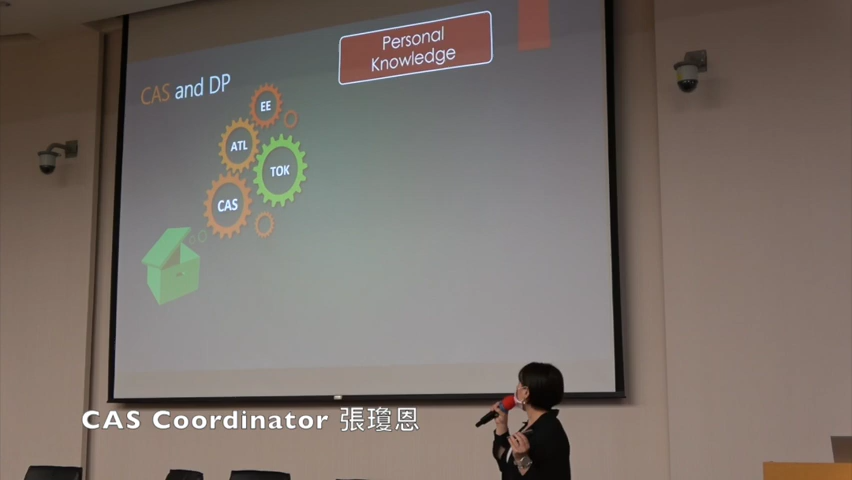 Personal
Knowledge
CAS and DP
EE
ATL
TOK
CAS
CAS Coordinator 張瓊恩